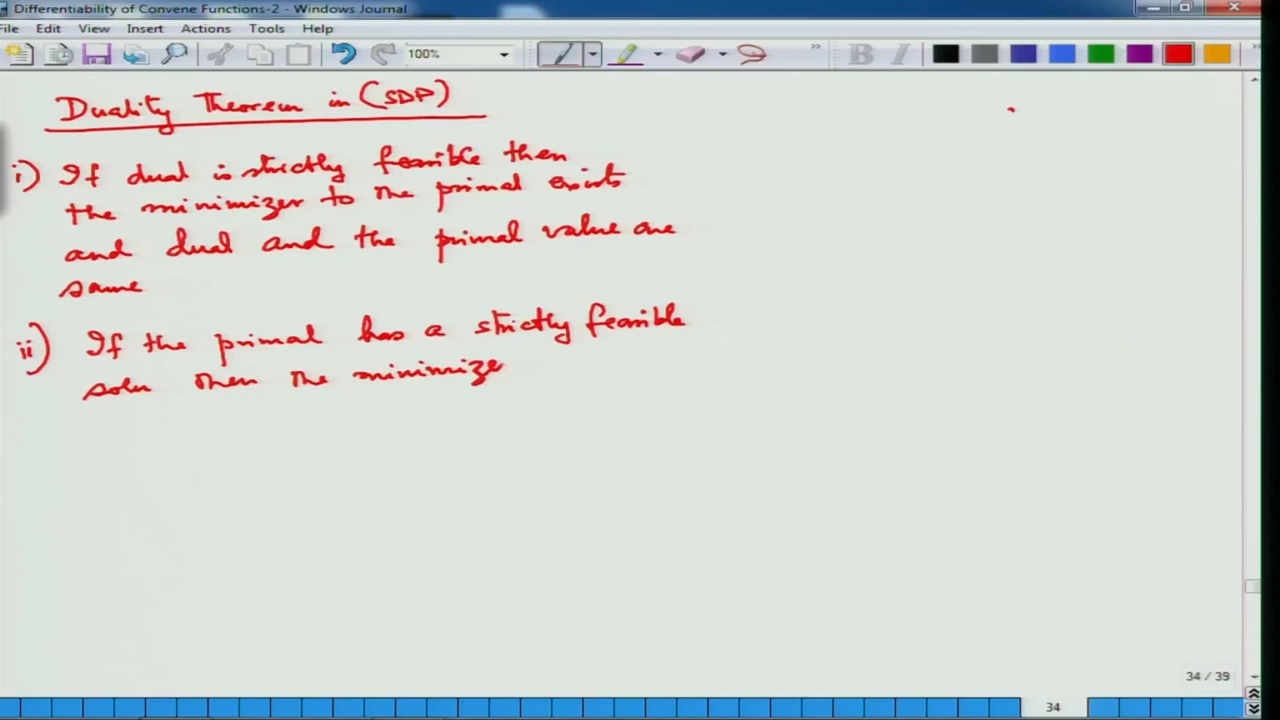 Differentiability of Convene Functions-2 - Windows Journal
File Edit View Insert Actions Tools Help
100%
B I
Duality Theorem in (SDP)
i) If dual is strictly feasible then
the minimizer to the primal exists
and dual and the primal value are
same
ii) If the primal has a strictly feasible
soln then the minimize
34 / 39
34